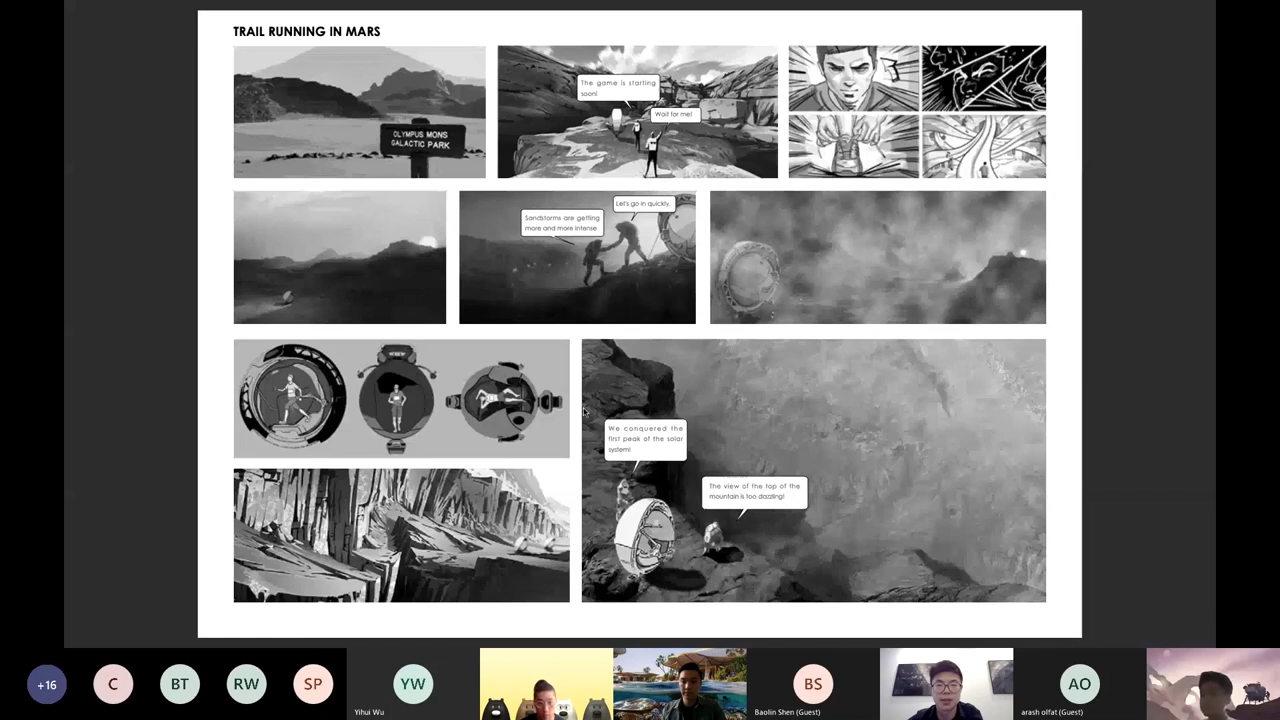 TRAIL RUNNING IN MARS
OLYMPUS MONS
GALACTIC PARK
The game is starting
soon!
Wait for me!
Sandstorms are getting
more and more intense
Let's go in quickly.
We conquered the
first peak of the solar
system!
The view of the top of the
mountain is too dazzling!
+16
C
BT
RW
SP
YW
Yihui Wu
BS
Baolin Shen (Guest)
AO
arash olfat (Guest)